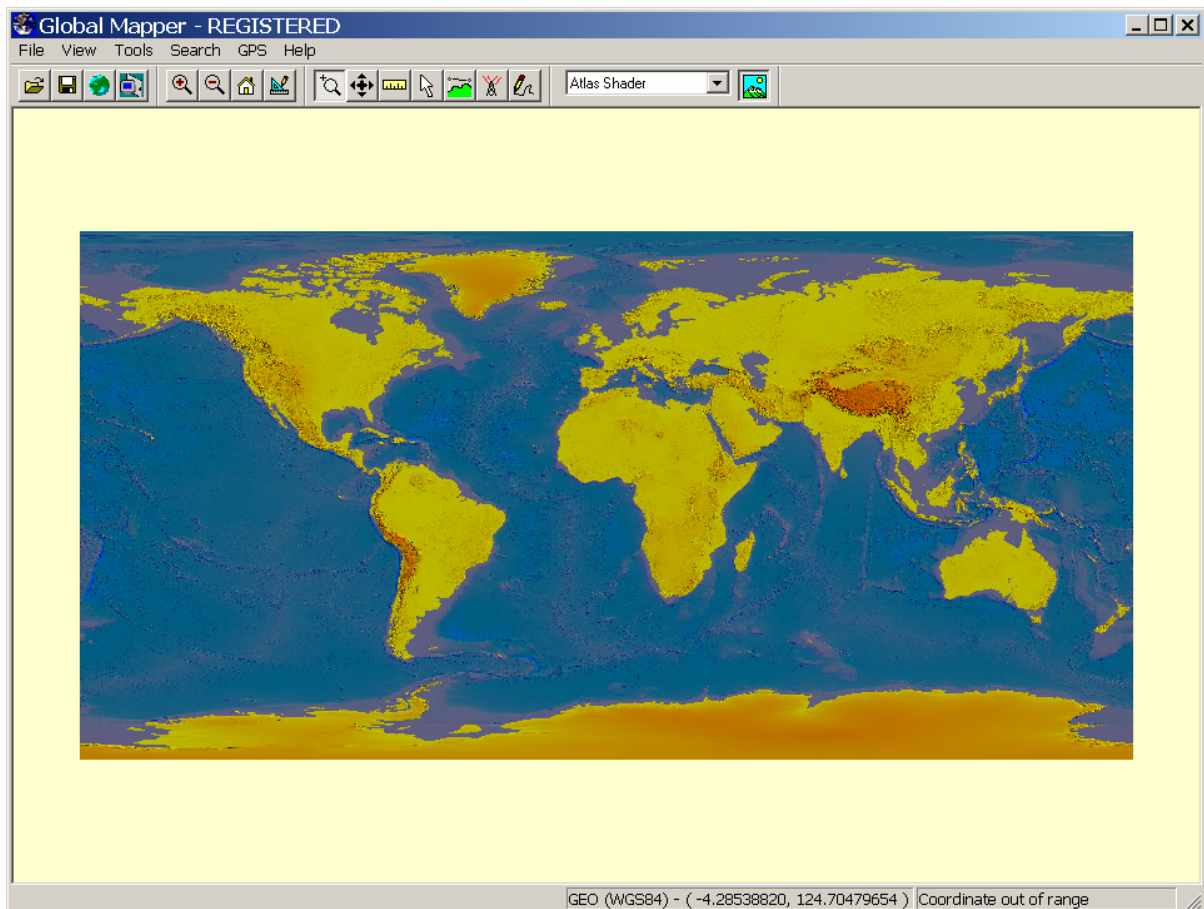 Global Mapper - REGISTERED
File View Tools Search GPS Help
Atlas Shader
GEO (WGS84) - ( -4.28538820, 124.70479654 ) Coordinate out of range